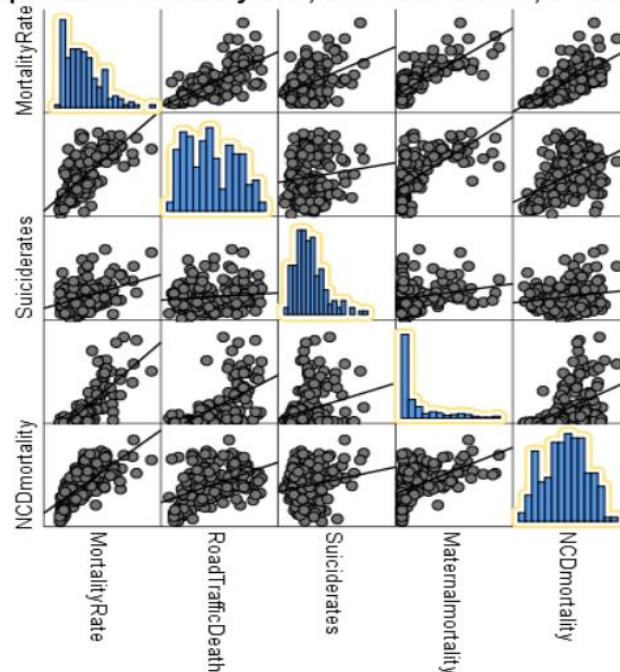 MortalityRate
Suiciderates
NCDmortality
MortalityRate
RoadTrafficDeath
Suiciderates
Maternalmortality
NCDmortality